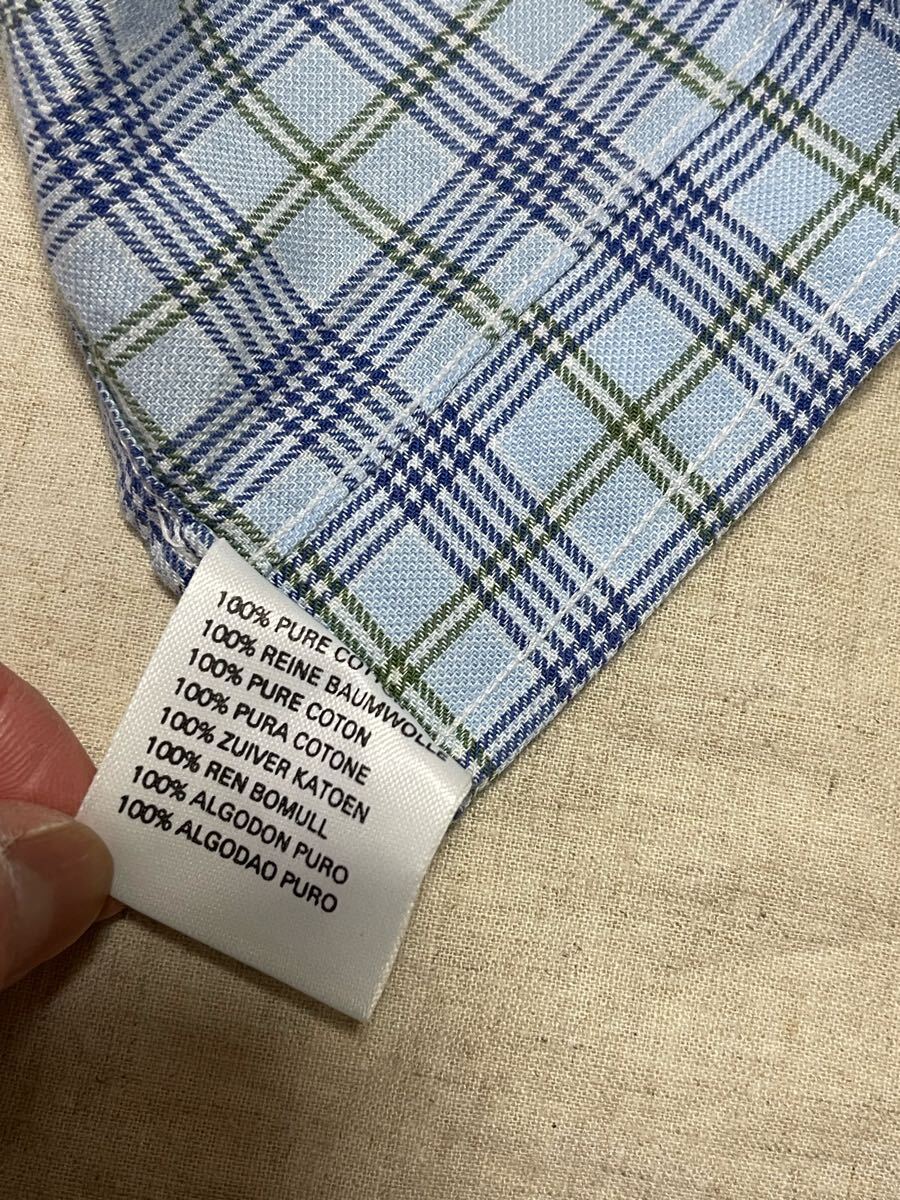 100% PURE COT
100% REINE BAUMWOLLE
100% PURE COTON
100% PURA COTONE
100% ZUIVER KATOEN
100% REN BOMULL
100% ALGODON PURO
100% ALGODAO PURO